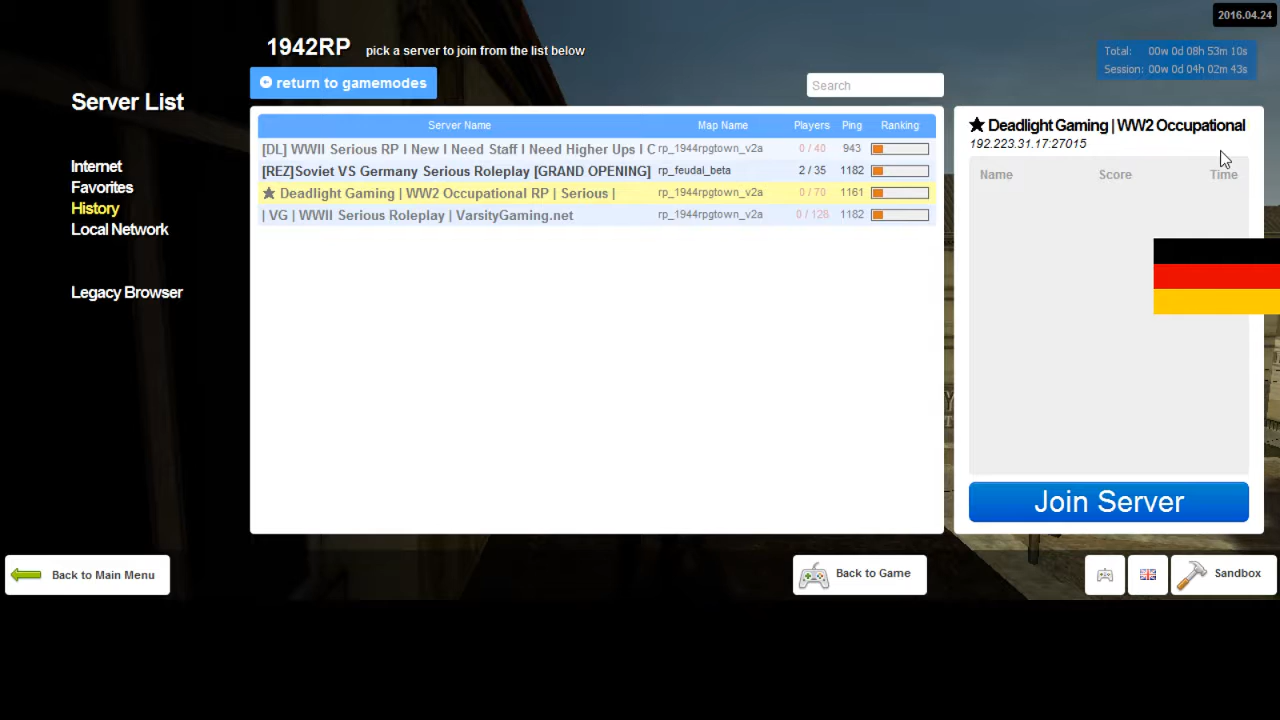 2016.04.24
1942RP pick a server to join from the list below
Total: 00w 0d 08h 53m 10s
Session: 00w 0d 04h 02m 43s
return to gamemodes
Search
Server List
Internet
Favorites
History
Local Network
Legacy Browser
Server Name Map Name Players Ping Ranking
[DL] WWII Serious RP I New I Need Staff I Need Higher Ups I C rp_1944rpgtown_v2a 0 / 40 943
[REZ]Soviet VS Germany Serious Roleplay [GRAND OPENING] rp_feudal_beta 2 / 35 1182
Deadlight Gaming | WW2 Occupational RP | Serious | rp_1944rpgtown_v2a 0 / 70 1161
| VG | WWII Serious Roleplay | VarsityGaming.net rp_1944rpgtown_v2a 0 / 128 1182
Deadlight Gaming | WW2 Occupational
192.223.31.17:27015
Name Score Time
Join Server
Back to Main Menu
Back to Game
Sandbox